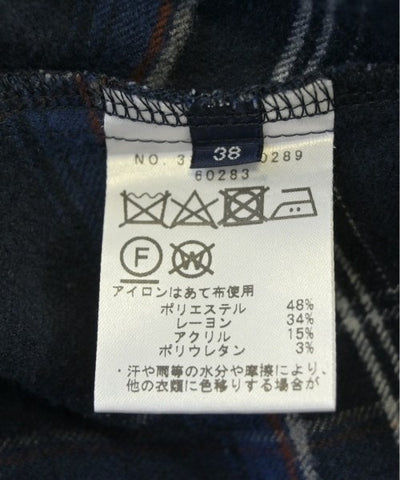 38
NO. 3 0289
60283
F W
アイロンはあて布使用
ポリエステル 48%
レーヨン 34%
アクリル 15%
ポリウレタン 3%
・汗や雨等の水分や摩擦により、
他の衣類に色移りする場合が